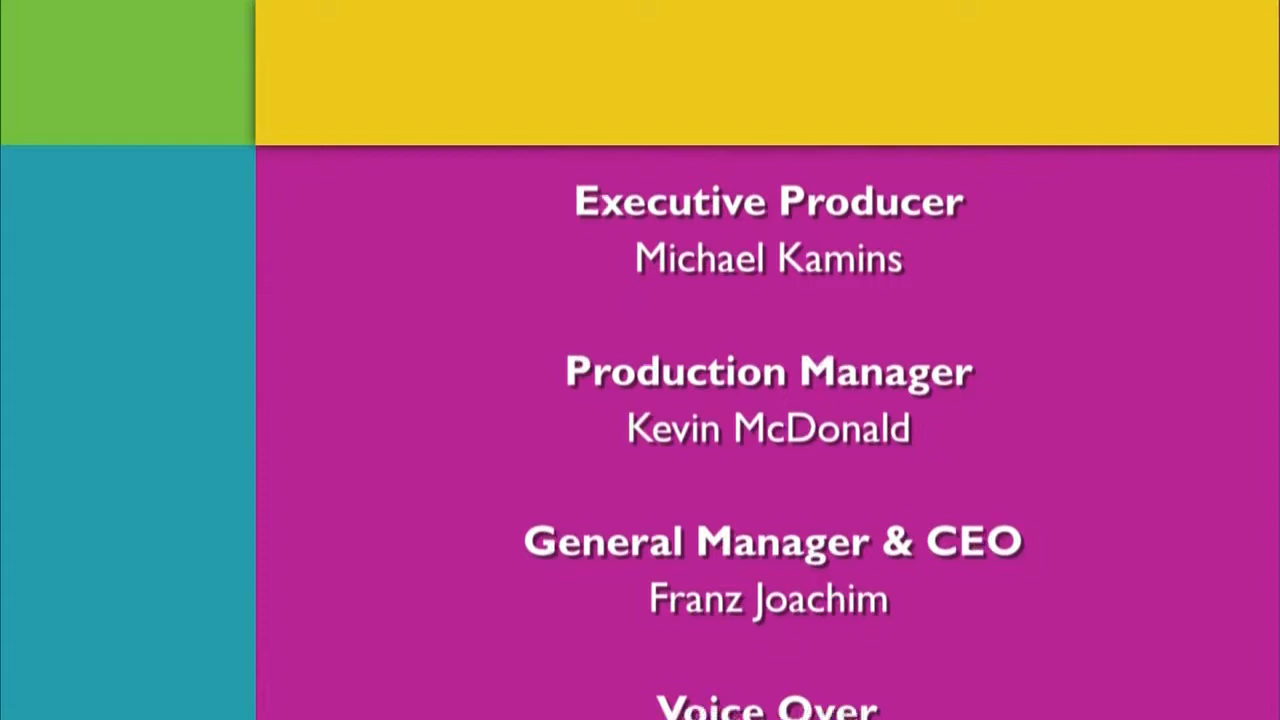 Executive Producer
Michael Kamins
Production Manager
Kevin McDonald
General Manager & CEO
Franz Joachim
Voice Over